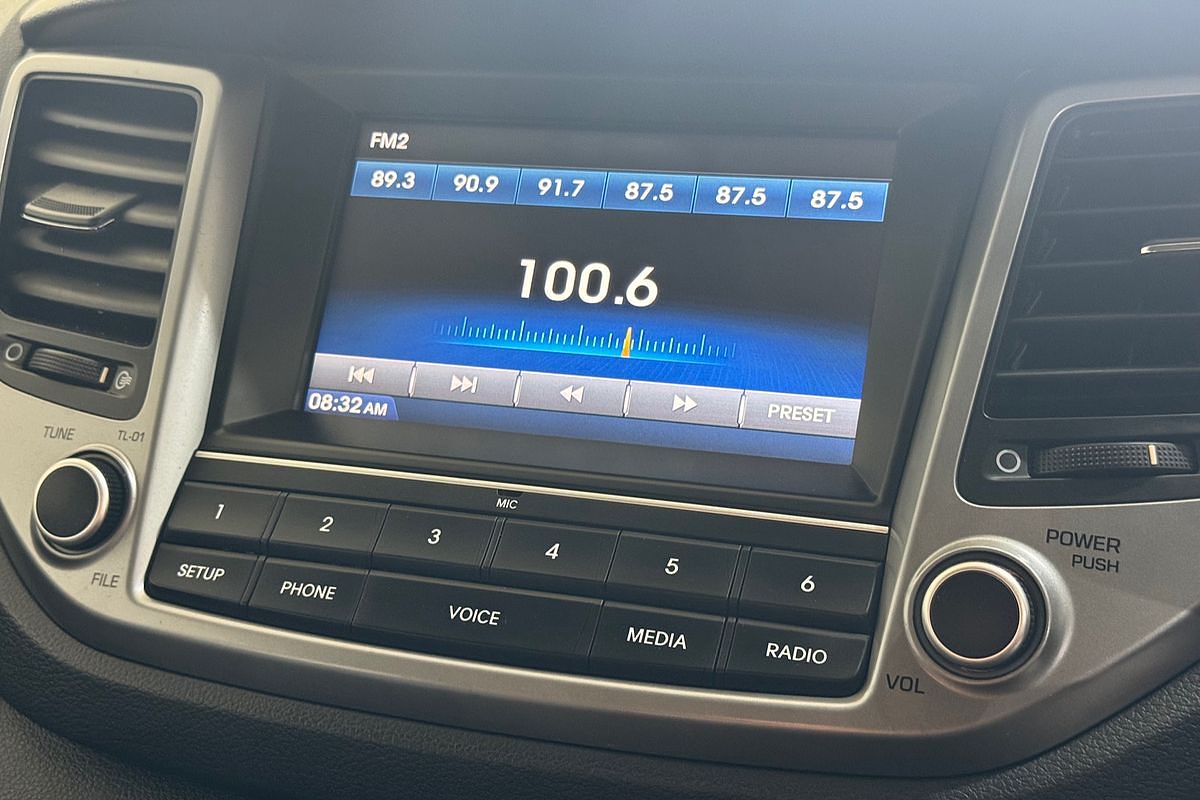 FM2
89.3 90.9 91.7 87.5 87.5 87.5
100.6
PRESET
08:32 AM
TUNE TL-01
FILE
MIC
1 2 3 4 5 6
SETUP PHONE VOICE MEDIA RADIO
POWER
PUSH
VOL